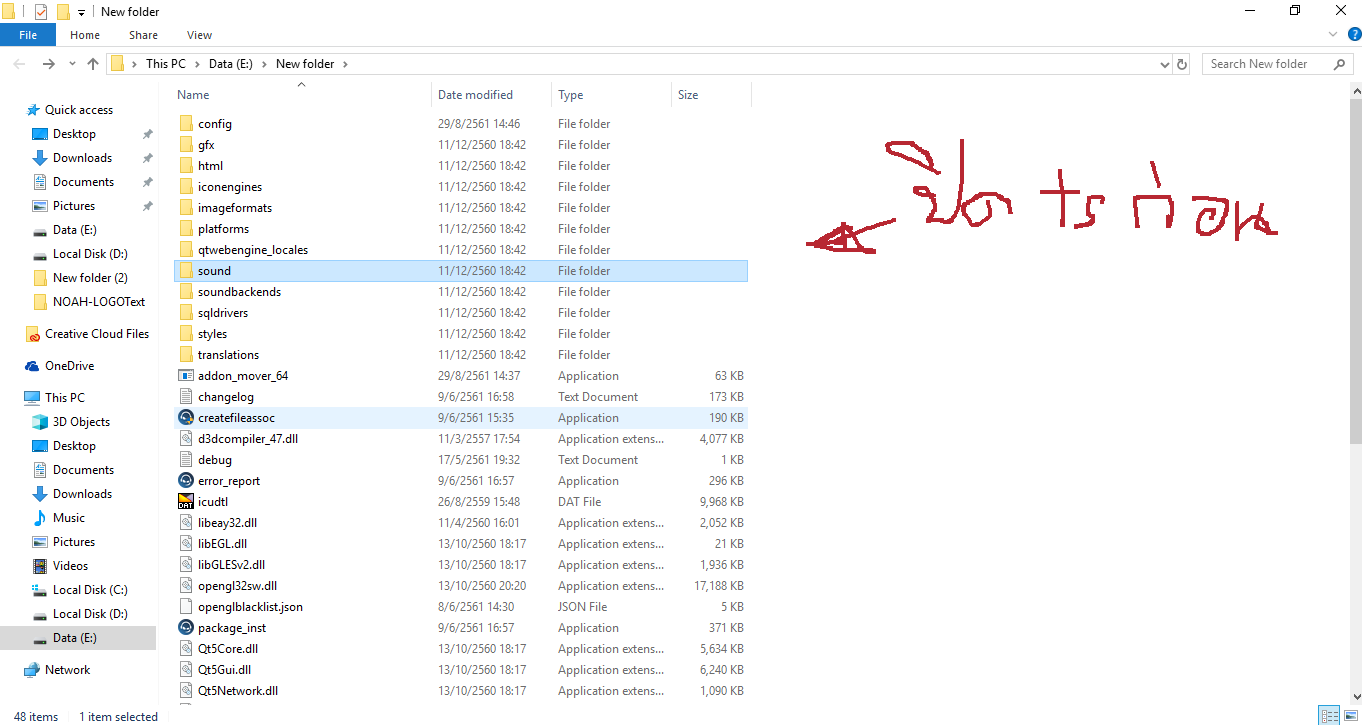 New folder
File Home Share View
This PC > Data (E:) > New folder >
Search New folder
Quick access
Desktop
Downloads
Documents
Pictures
Data (E:)
Local Disk (D:)
New folder (2)
NOAH-LOGOText
Creative Cloud Files
OneDrive
This PC
3D Objects
Desktop
Documents
Downloads
Music
Pictures
Videos
Local Disk (C:)
Local Disk (D:)
Data (E:)
Network
Name Date modified Type Size
config 29/8/2561 14:46 File folder
gfx 11/12/2560 18:42 File folder
html 11/12/2560 18:42 File folder
iconengines 11/12/2560 18:42 File folder
imageformats 11/12/2560 18:42 File folder
platforms 11/12/2560 18:42 File folder
qtwebengine_locales 11/12/2560 18:42 File folder
sound 11/12/2560 18:42 File folder
soundbackends 11/12/2560 18:42 File folder
sqldrivers 11/12/2560 18:42 File folder
styles 11/12/2560 18:42 File folder
translations 11/12/2560 18:42 File folder
addon_mover_64 29/8/2561 14:37 Application 63 KB
changelog 9/6/2561 16:58 Text Document 173 KB
createfileassoc 9/6/2561 15:35 Application 190 KB
d3dcompiler_47.dll 11/3/2557 17:54 Application extens... 4,077 KB
debug 17/5/2561 19:32 Text Document 1 KB
error_report 9/6/2561 16:57 Application 296 KB
icudtl 26/8/2559 15:48 DAT File 9,968 KB
libeay32.dll 11/4/2560 16:01 Application extens... 2,052 KB
libEGL.dll 13/10/2560 18:17 Application extens... 21 KB
libGLESv2.dll 13/10/2560 18:17 Application extens... 1,936 KB
opengl32sw.dll 13/10/2560 20:20 Application extens... 17,188 KB
openglblacklist.json 8/6/2561 14:30 JSON File 5 KB
package_inst 9/6/2561 16:57 Application 371 KB
Qt5Core.dll 13/10/2560 18:17 Application extens... 5,634 KB
Qt5Gui.dll 13/10/2560 18:17 Application extens... 6,240 KB
Qt5Network.dll 13/10/2560 18:17 Application extens... 1,090 KB
ปิด ts ก่อน
48 items 1 item selected